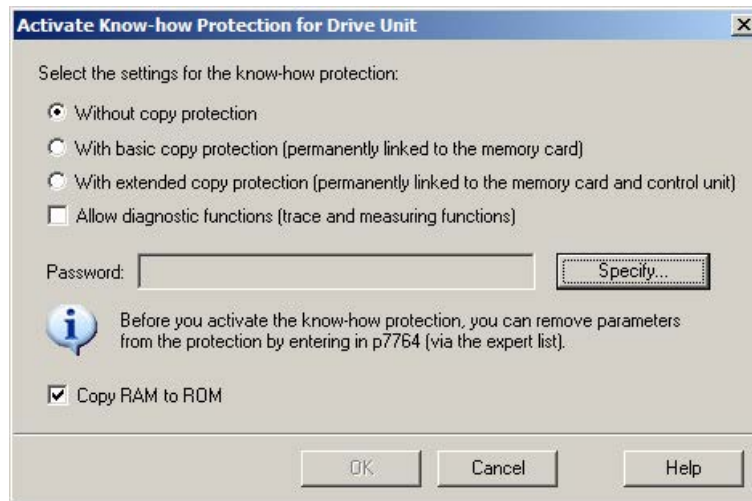 Activate Know-how Protection for Drive Unit
Select the settings for the know-how protection:
Without copy protection
With basic copy protection (permanently linked to the memory card)
With extended copy protection (permanently linked to the memory card and control unit)
Allow diagnostic functions (trace and measuring functions)
Password:
Specify...
Before you activate the know-how protection, you can remove parameters
from the protection by entering in p7764 (via the expert list).
Copy RAM to ROM
OK
Cancel
Help